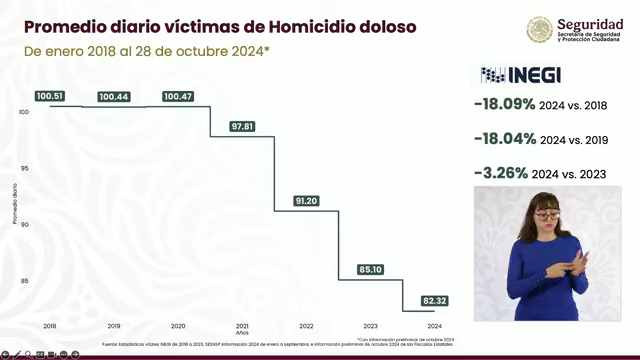 Promedio diario víctimas de Homicidio doloso
De enero 2018 al 28 de octubre 2024*
Seguridad
Secretaría de Seguridad
y Protección Ciudadana
INEGI
-18.09% 2024 vs. 2018
-18.04% 2024 vs. 2019
-3.26% 2024 vs. 2023
100.51
100.44
100.47
97.81
91.20
85.10
82.32
100
95
90
85
Promedio diario
2018
2019
2020
2021
2022
2023
2024
Años
*Con información preliminar de octubre 2024
Fuente: Estadísticas vitales INEGI de 2018 a 2023, SESNSP información 2024 de enero a septiembre, e información preliminar de octubre 2024 de las Fiscalías Estatales